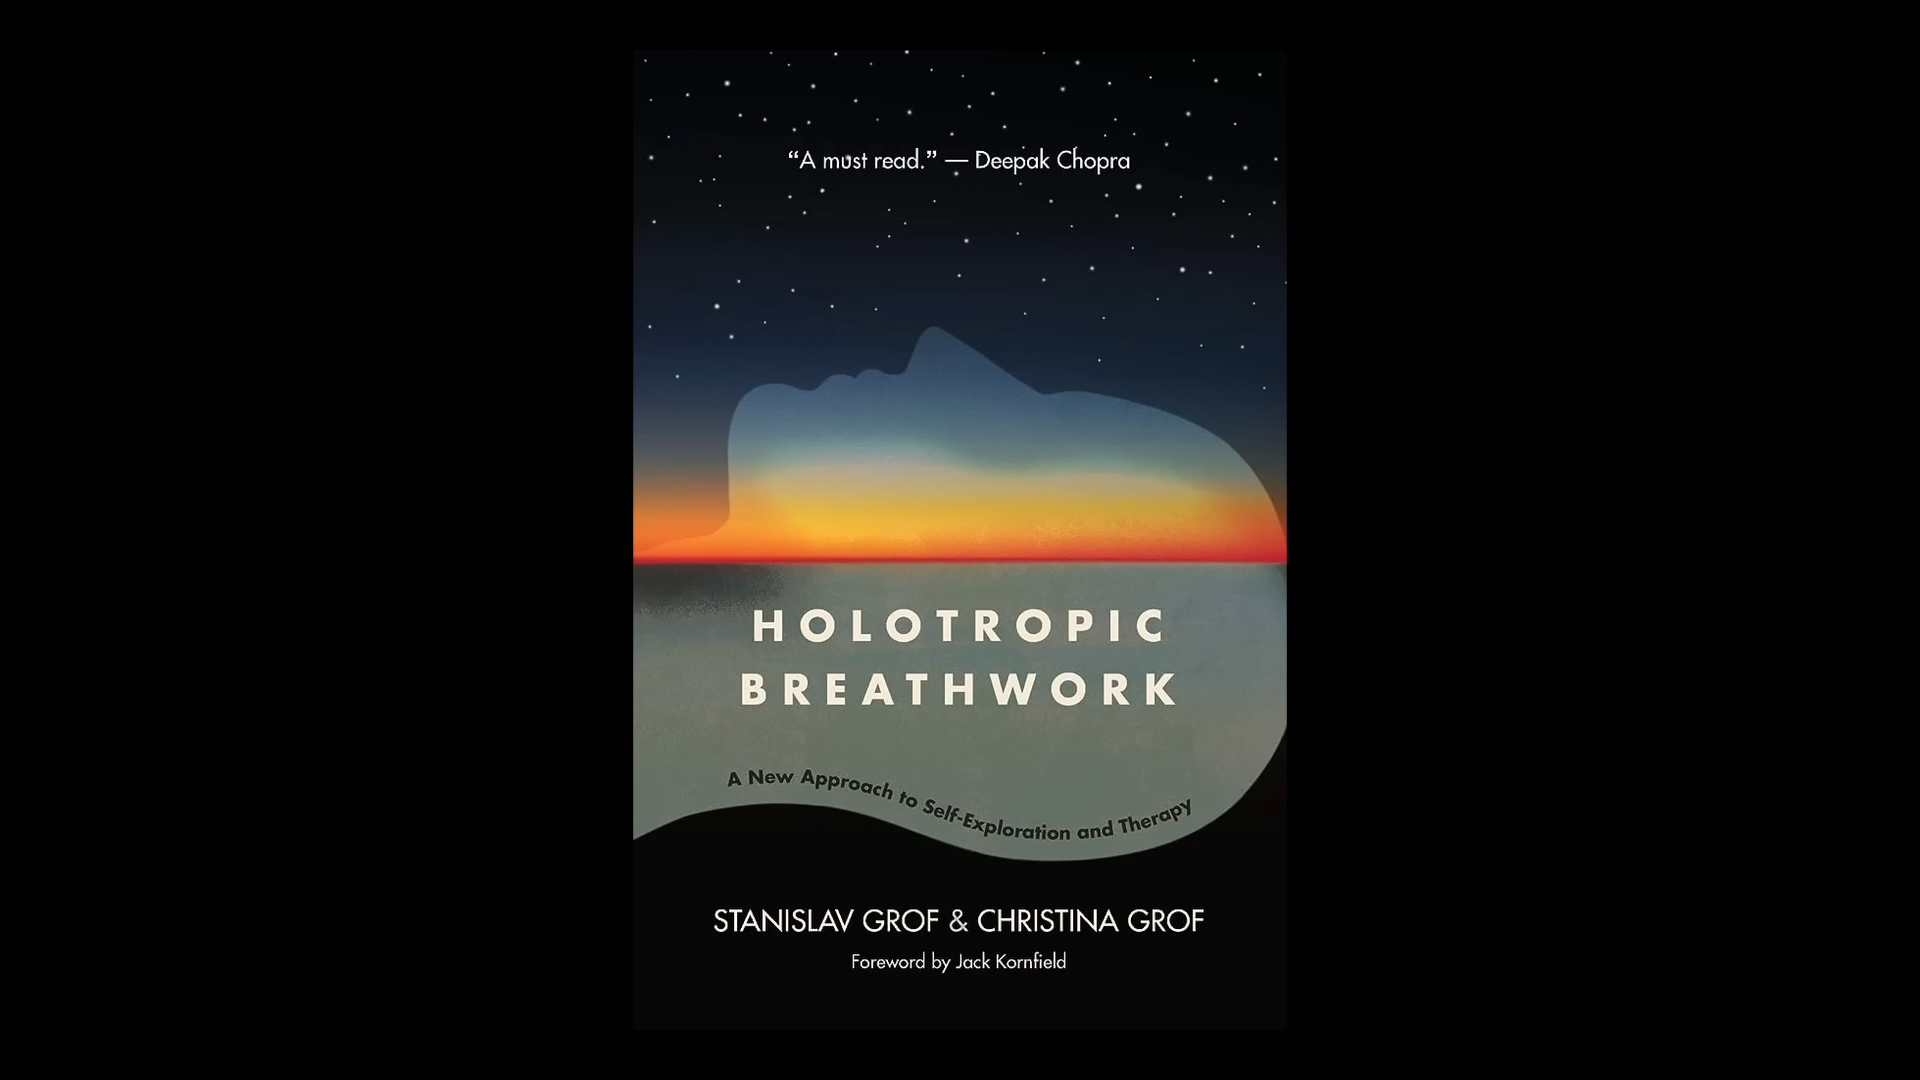 “A must read.” — Deepak Chopra
HOLOTROPIC
BREATHWORK
A New Approach to Self-Exploration and Therapy
STANISLAV GROF & CHRISTINA GROF
Foreword by Jack Kornfield